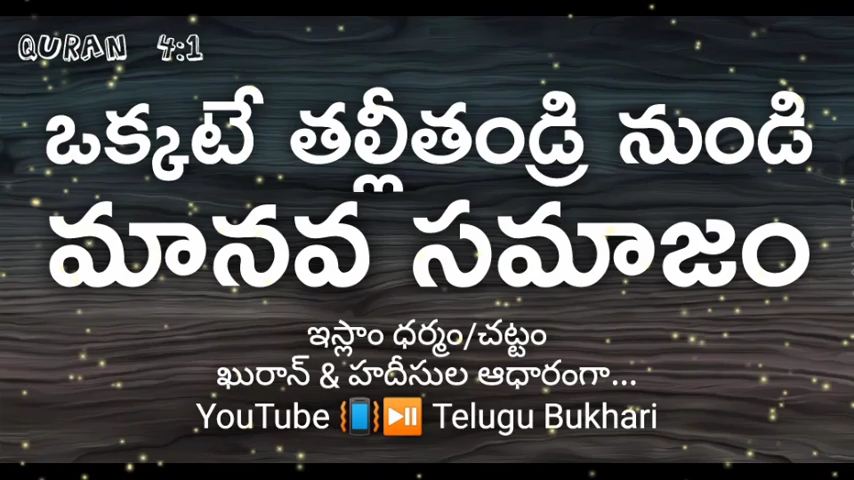 QURAN 4:1
ఒక్కటే తల్లీతండ్రి నుండి
మానవ సమాజం
ఇస్లాం ధర్మం/చట్టం
ఖురాన్ & హదీసుల ఆధారంగా...
YouTube 📳⏯ Telugu Bukhari